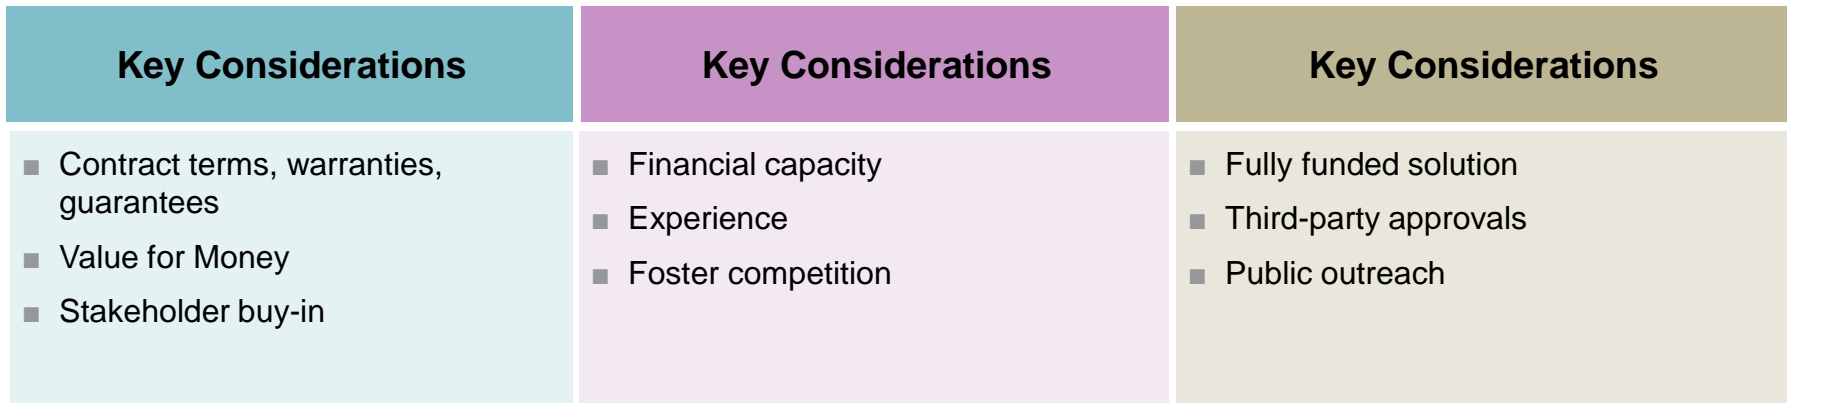 Key Considerations
Contract terms, warranties,
guarantees
Value for Money
Stakeholder buy-in
Key Considerations
Financial capacity
Experience
Foster competition
Key Considerations
Fully funded solution
Third-party approvals
Public outreach